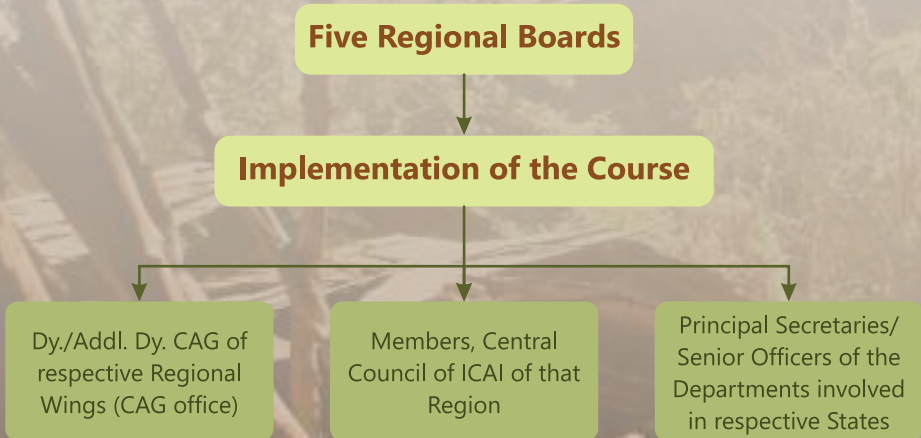 Five Regional Boards
Implementation of the Course
Dy./Addl. Dy. CAG of
respective Regional
Wings (CAG office)
Members, Central
Council of ICAI of that
Region
Principal Secretaries/
Senior Officers of the
Departments involved
in respective States